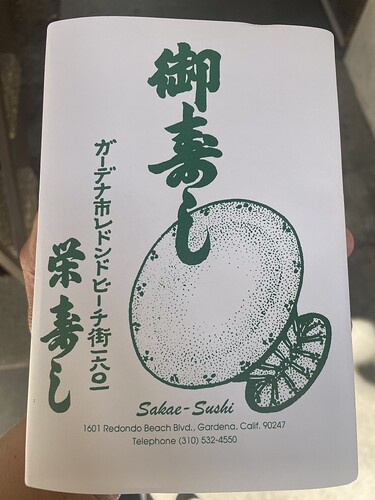 御寿し
ガーデナ市レドンドビーチ街一六〇一
栄寿し
Sakae-Sushi
1601 Redondo Beach Blvd., Gardena. Calif. 90247
Telephone (310) 532-4550